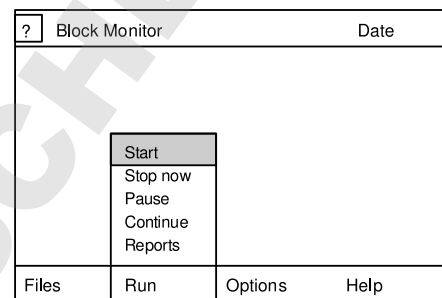 ? Block Monitor Date
Start
Stop now
Pause
Continue
Reports
Files Run Options Help